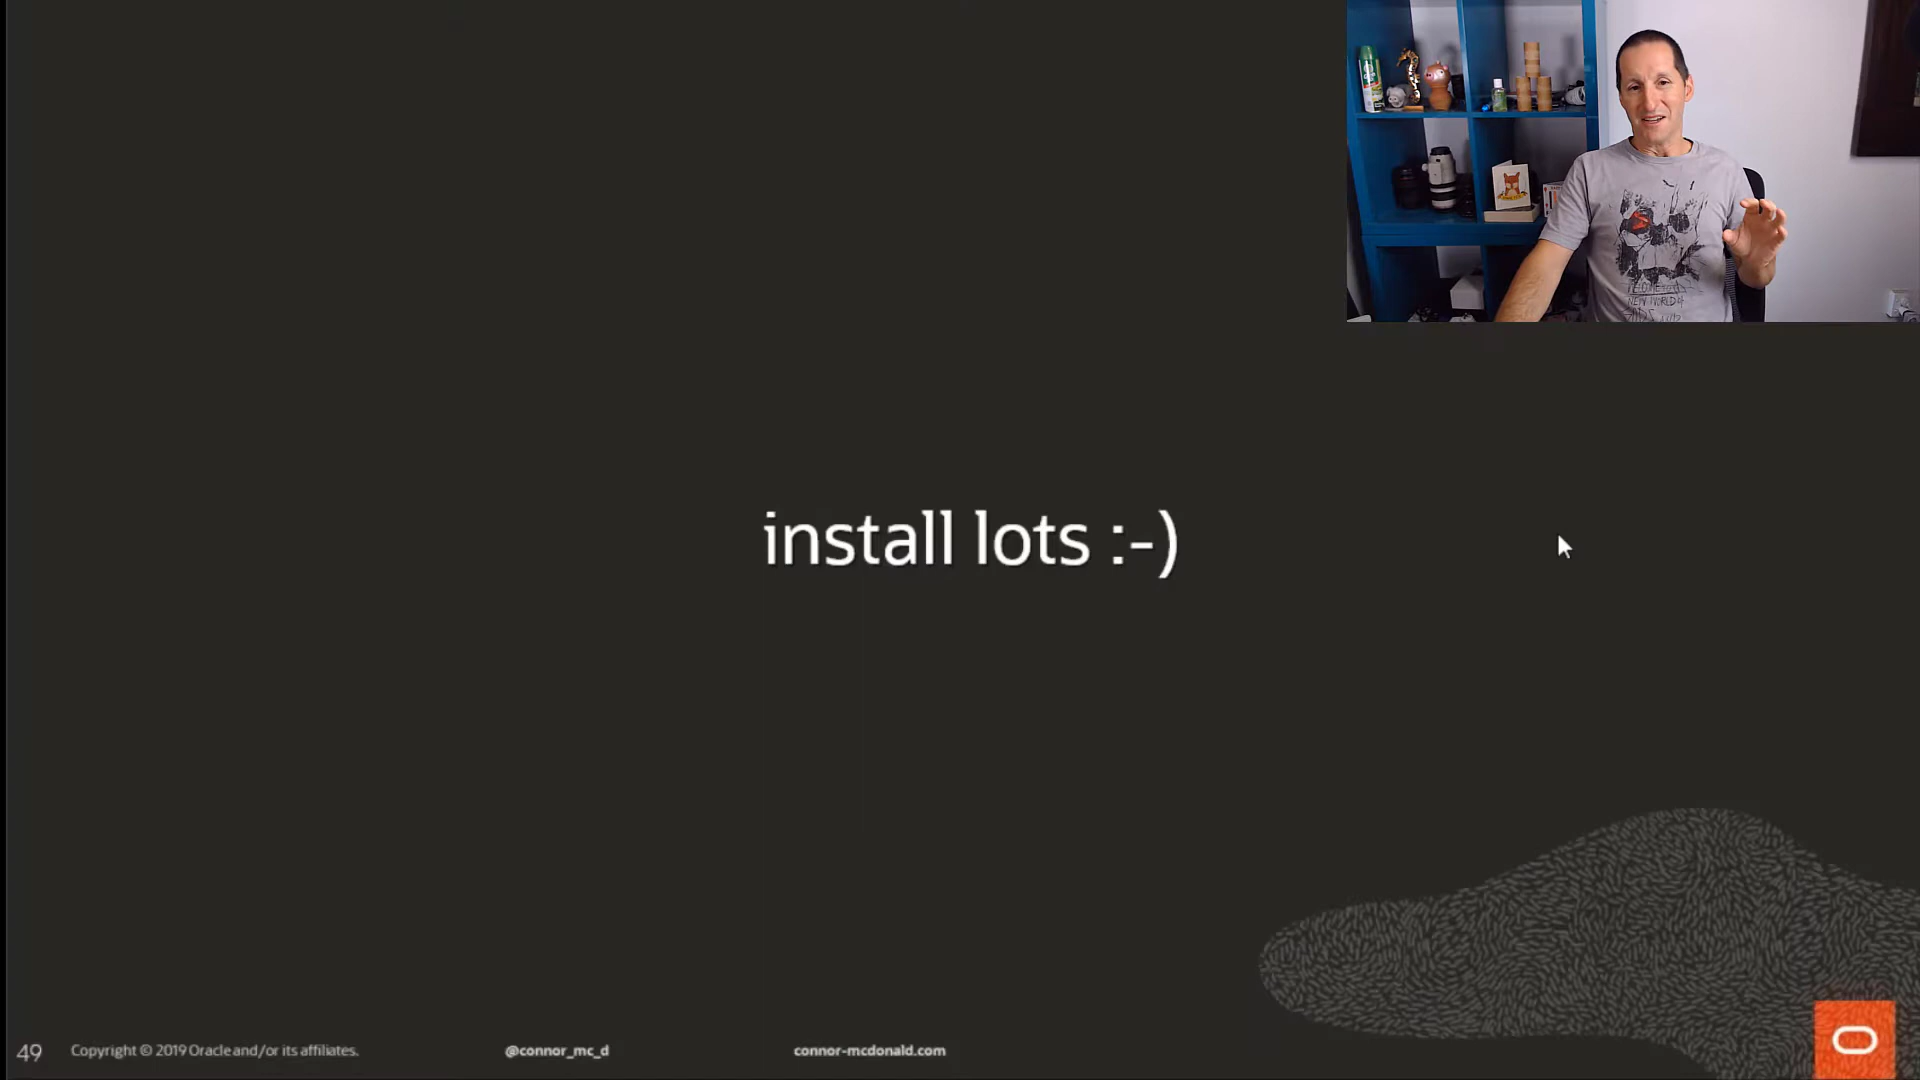 install lots :-)
49
Copyright © 2019 Oracle and/or its affiliates.
@connor_mc_d
connor-mcdonald.com